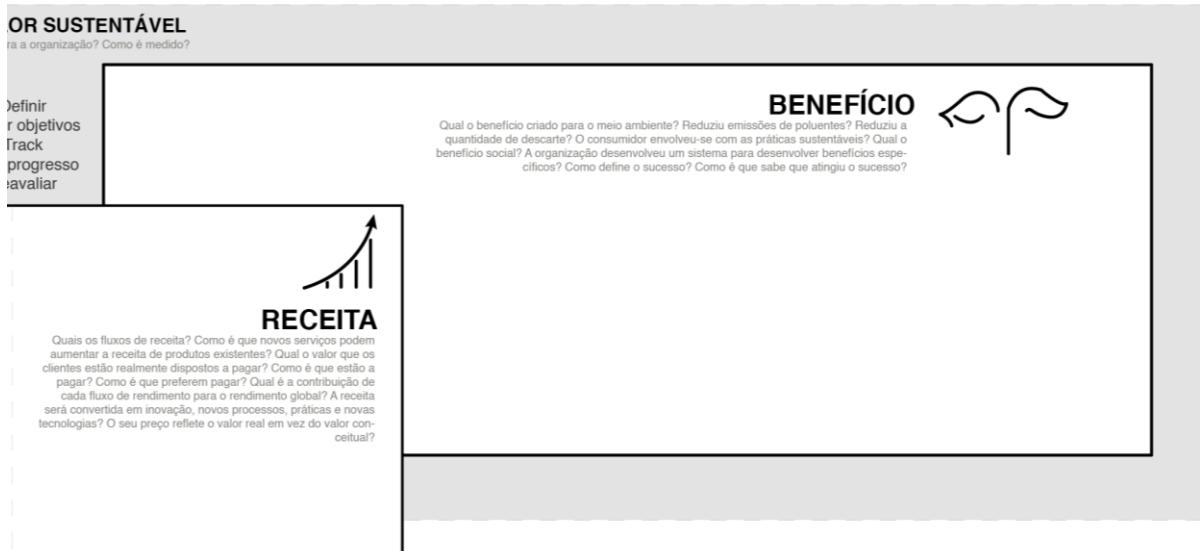 OR SUSTENTÁVEL
ra a organização? Como é medido?
Definir
r objetivos
Track
progresso
eavaliar
BENEFÍCIO
Qual o benefício criado para o meio ambiente? Reduziu emissões de poluentes? Reduziu a
quantidade de descarte? O consumidor envolveu-se com as práticas sustentáveis? Qual o
benefício social? A organização desenvolveu um sistema para desenvolver benefícios espe-
cíficos? Como define o sucesso? Como é que sabe que atingiu o sucesso?
RECEITA
Quais os fluxos de receita? Como é que novos serviços podem
aumentar a receita de produtos existentes? Qual o valor que os
clientes estão realmente dispostos a pagar? Como é que estão a
pagar? Como é que preferem pagar? Qual é a contribuição de
cada fluxo de rendimento para o rendimento global? A receita
será convertida em inovação, novos processos, práticas e novas
tecnologias? O seu preço reflete o valor real em vez do valor con-
ceitual?